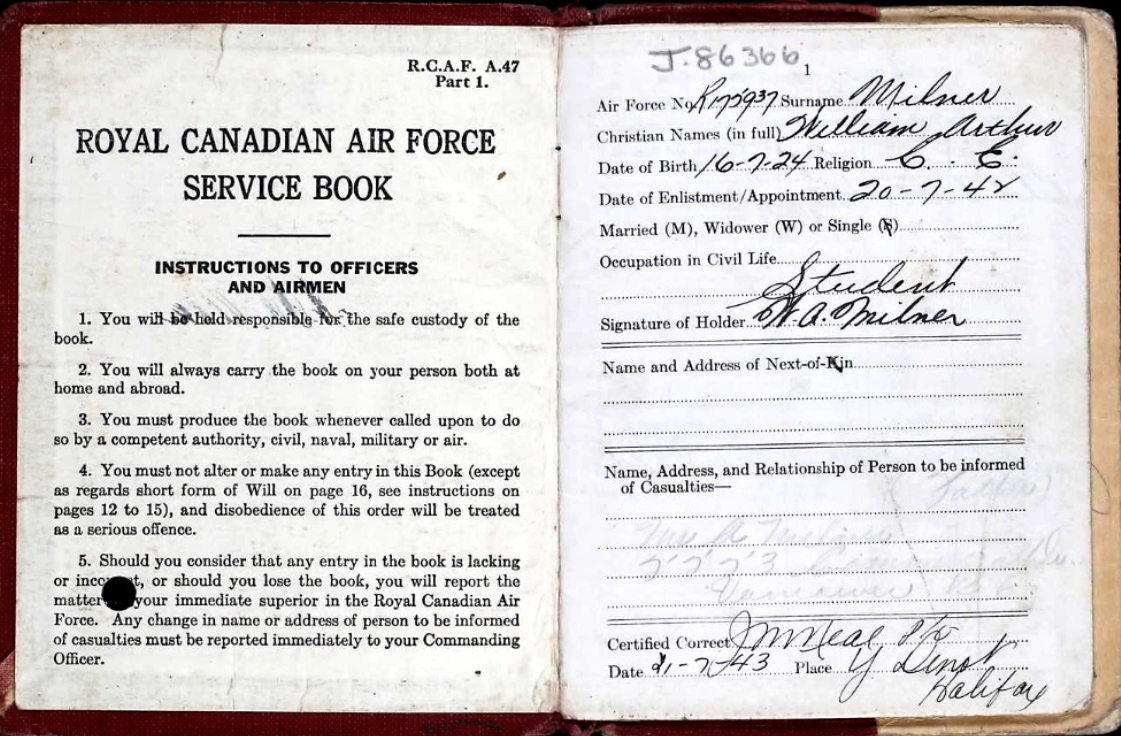 R.C.A.F. A.47
Part 1.
ROYAL CANADIAN AIR FORCE
SERVICE BOOK
INSTRUCTIONS TO OFFICERS
AND AIRMEN
1. You will be held responsible for the safe custody of the
book.
2. You will always carry the book on your person both at
home and abroad.
3. You must produce the book whenever called upon to do
so by a competent authority, civil, naval, military or air.
4. You must not alter or make any entry in this Book (except
as regards short form of Will on page 16, see instructions on
pages 12 to 15), and disobedience of this order will be treated
as a serious offence.
5. Should you consider that any entry in the book is lacking
or incorrect, or should you lose the book, you will report the
matter your immediate superior in the Royal Canadian Air
Force. Any change in name or address of person to be informed
of casualties must be reported immediately to your Commanding
Officer.
J.86366
1
Air Force No. R175937 Surname Milner
Christian Names (in full) William Arthur
Date of Birth 16-7-24 Religion C. E.
Date of Enlistment/Appointment 20-7-42
Married (M), Widower (W) or Single (S)
Occupation in Civil Life
Student
Signature of Holder W. A. Milner
Name and Address of Next-of-Kin
Name, Address, and Relationship of Person to be informed
of Casualties—
(Father)
Milner
Vancouver B.C.
Certified Correct
Date 21-7-43 Place Y Depot
Halifax